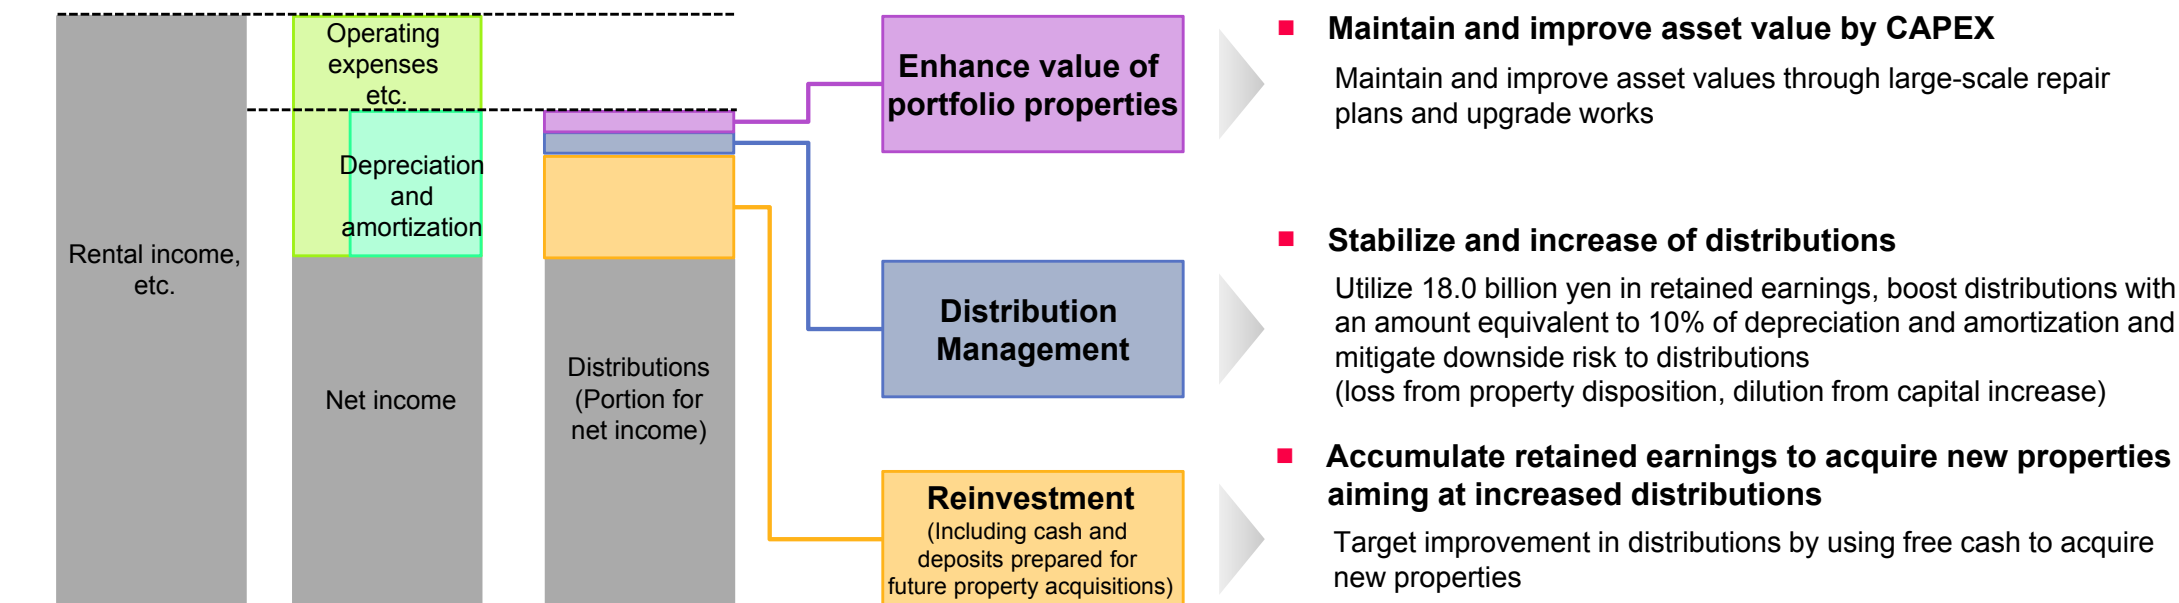 Rental income,
etc.
Operating
expenses
etc.
Depreciation
and
amortization
Net income
Distributions
(Portion for
net income)
Enhance value of
portfolio properties
Maintain and improve asset value by CAPEX
Maintain and improve asset values through large-scale repair
plans and upgrade works
Distribution
Management
Stabilize and increase of distributions
Utilize 18.0 billion yen in retained earnings, boost distributions with
an amount equivalent to 10% of depreciation and amortization and
mitigate downside risk to distributions
(loss from property disposition, dilution from capital increase)
Reinvestment
(Including cash and
deposits prepared for
future property acquisitions)
Accumulate retained earnings to acquire new properties
aiming at increased distributions
Target improvement in distributions by using free cash to acquire
new properties